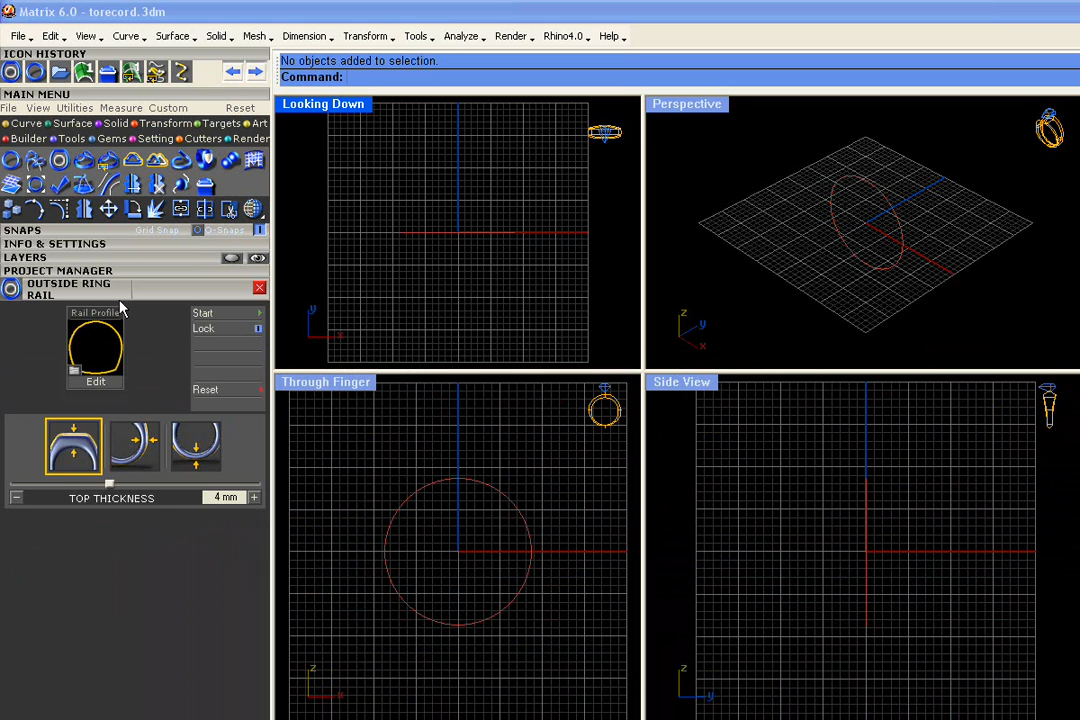 Matrix 6.0 - torecord.3dm
File Edit View Curve Surface Solid Mesh Dimension Transform Tools Analyze Render Rhino4.0 Help
ICON HISTORY
No objects added to selection.
Command:
MAIN MENU
File View Utilities Measure Custom Reset
Curve Surface Solid Transform Targets Art
Builder Tools Gems Setting Cutters Render
SNAPS Grid Snap O-Snaps
INFO & SETTINGS
LAYERS
PROJECT MANAGER
OUTSIDE RING
RAIL
Rail Profile
Edit
Start
Lock
Reset
TOP THICKNESS 4 mm
Looking Down
y
x
Perspective
z
y
x
Through Finger
z
x
Side View
z
y